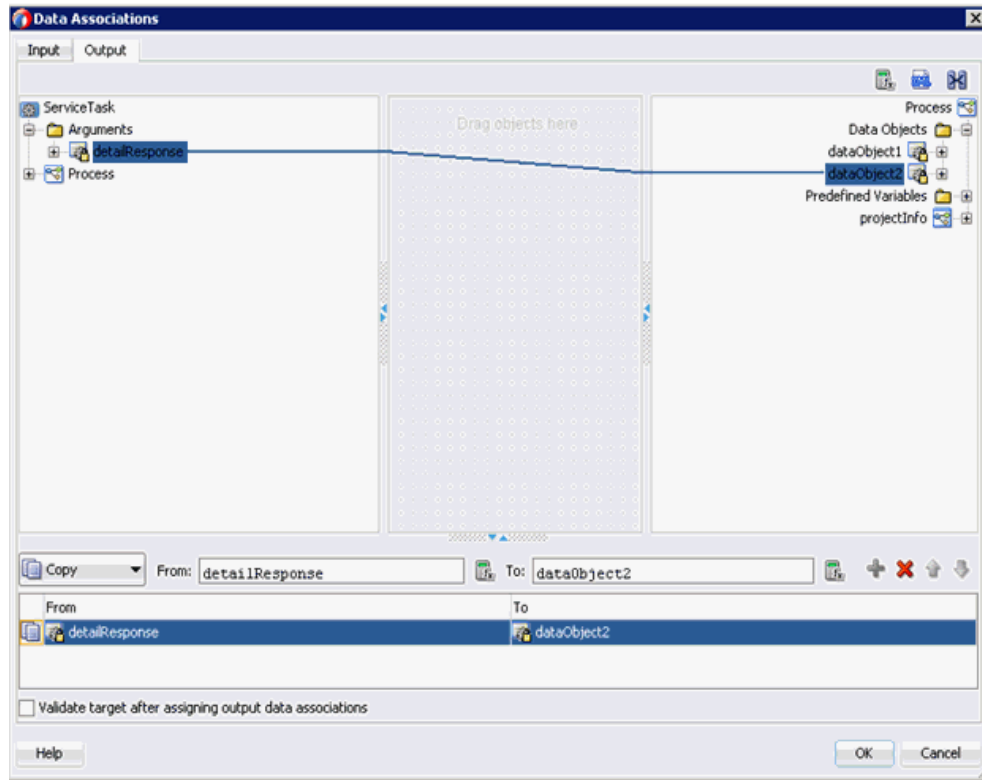 Data Associations
Input Output
ServiceTask
Arguments
detailResponse
Process
Drag objects here
Process
Data Objects
dataObject1
dataObject2
Predefined Variables
projectInfo
Copy From: detailResponse To: dataObject2
From To
detailResponse dataObject2
Validate target after assigning output data associations
Help OK Cancel